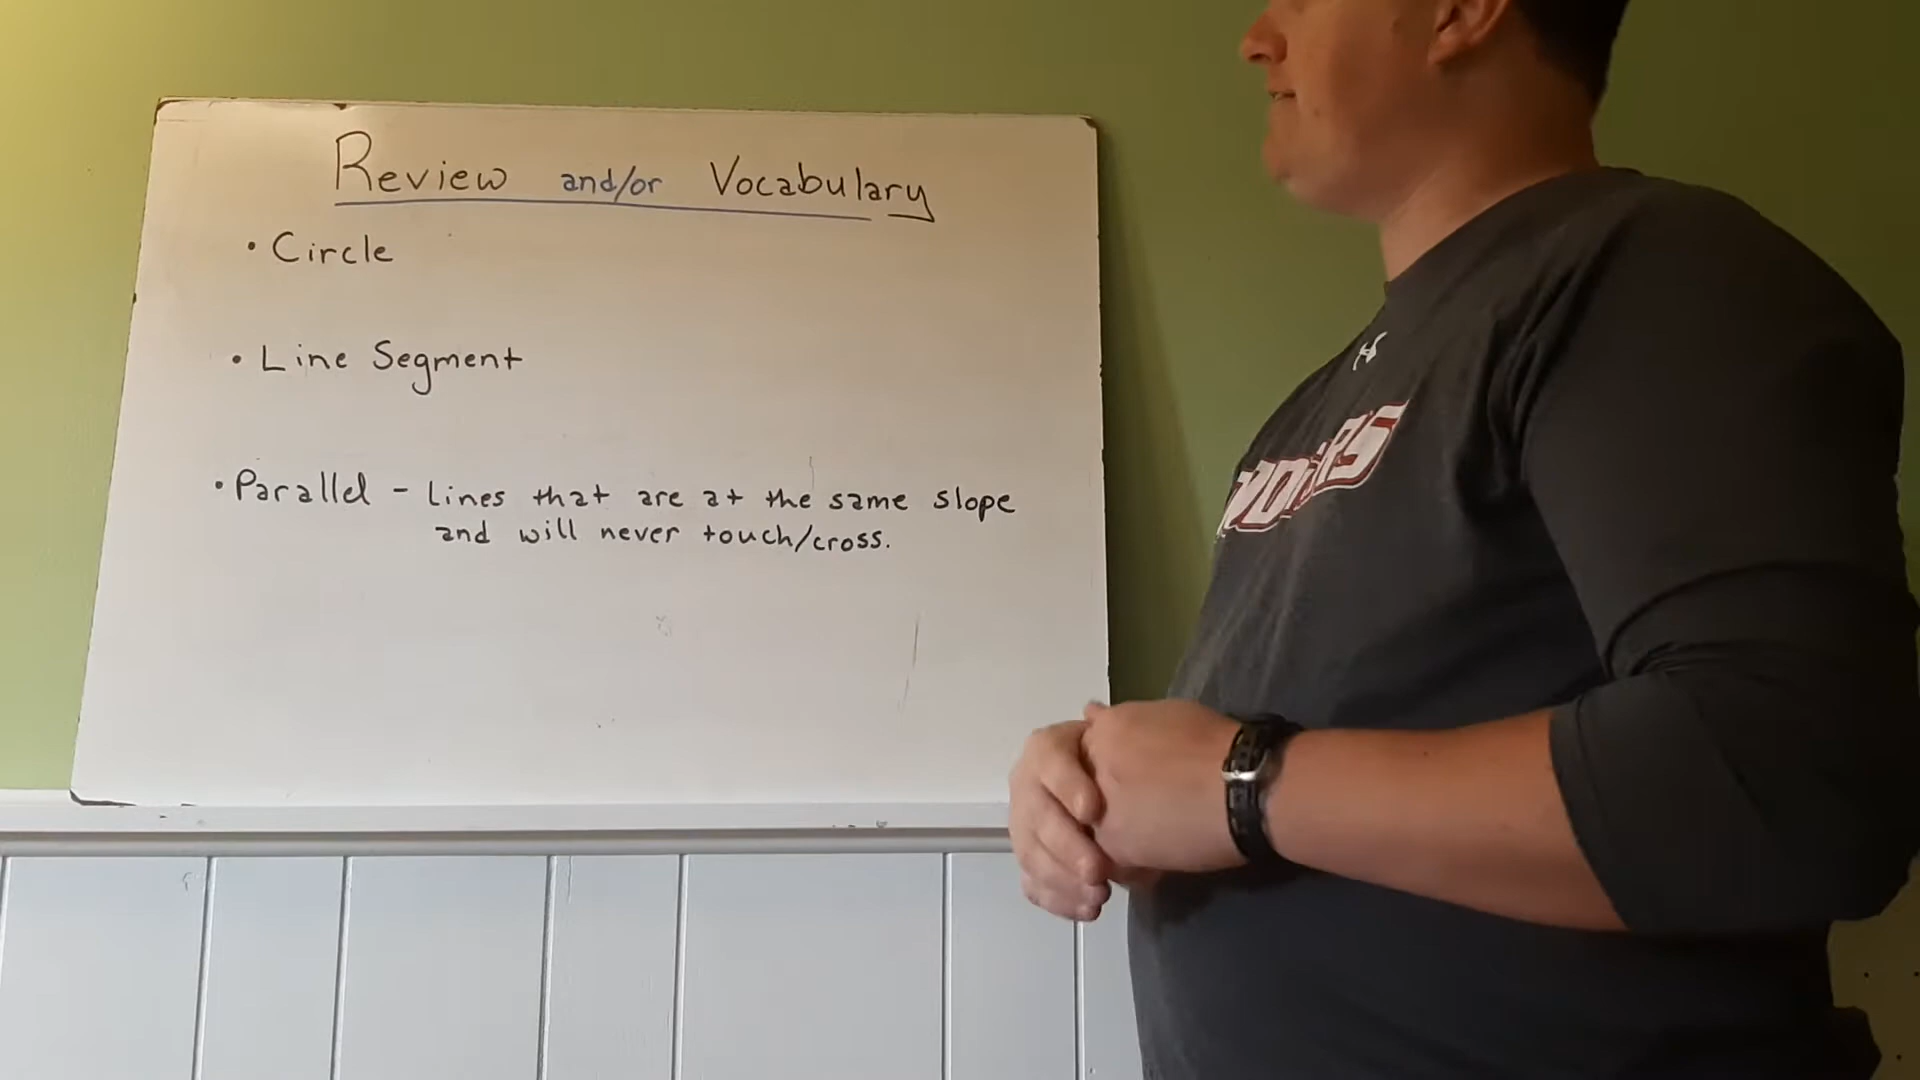 Review and/or Vocabulary
• Circle
• Line Segment
• Parallel - Lines that are at the same slope
and will never touch/cross.